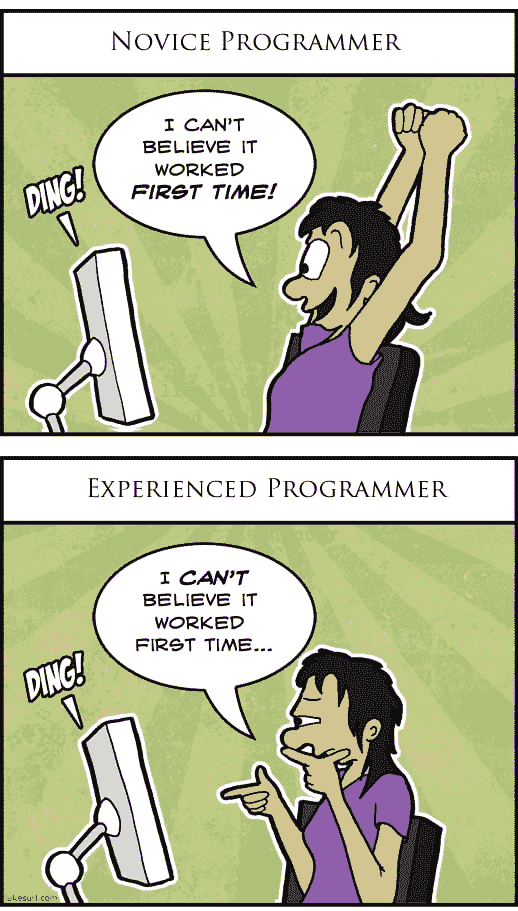 NOVICE PROGRAMMER
I CAN'T
BELIEVE IT
WORKED
FIRST TIME!
DING!
EXPERIENCED PROGRAMMER
I CAN'T
BELIEVE IT
WORKED
FIRST TIME...
DING!